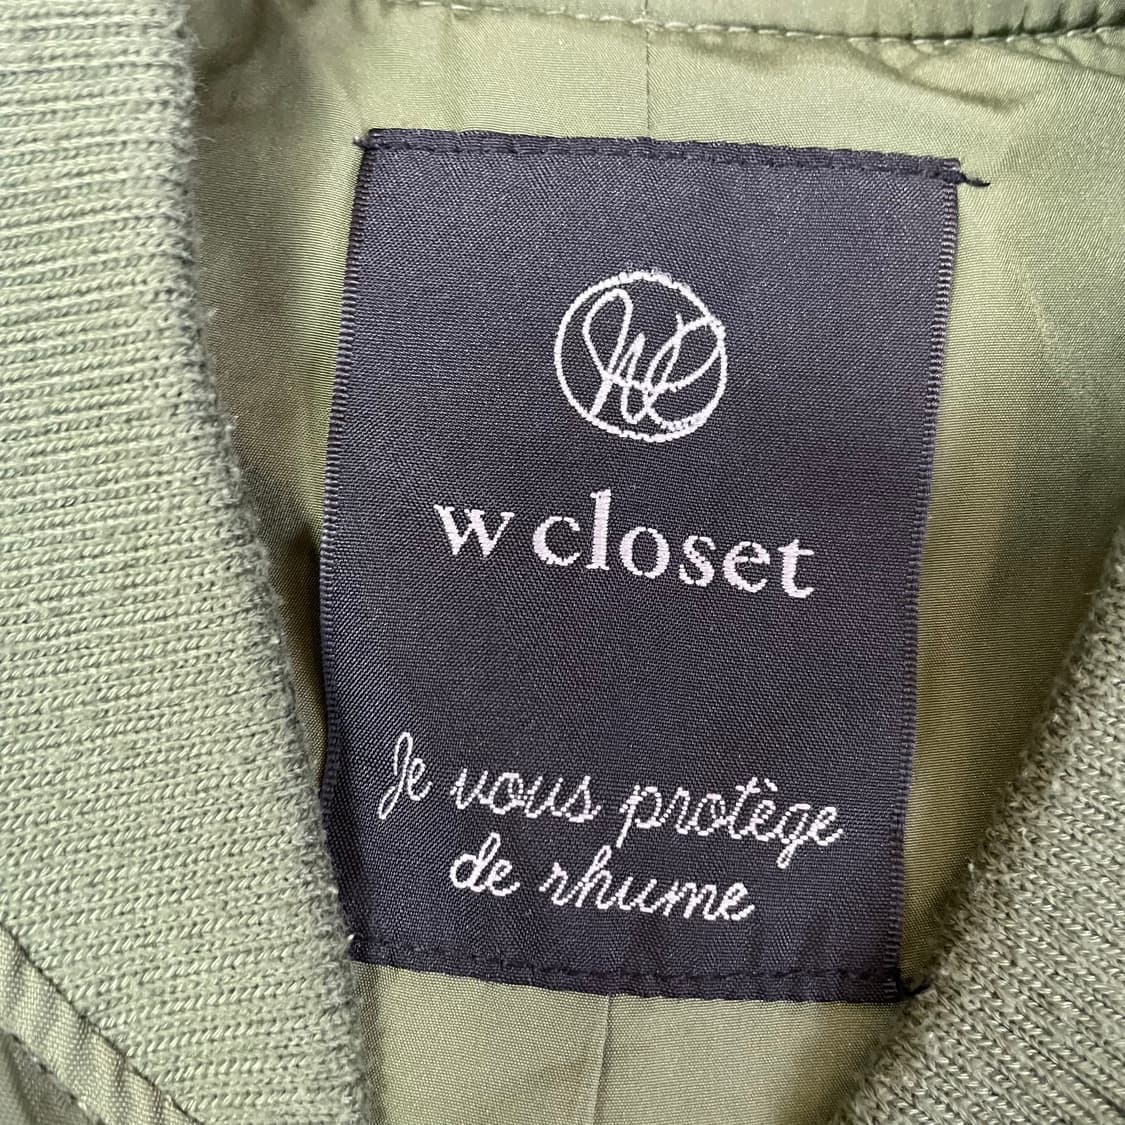 w closet
Je vous protège
de rhume